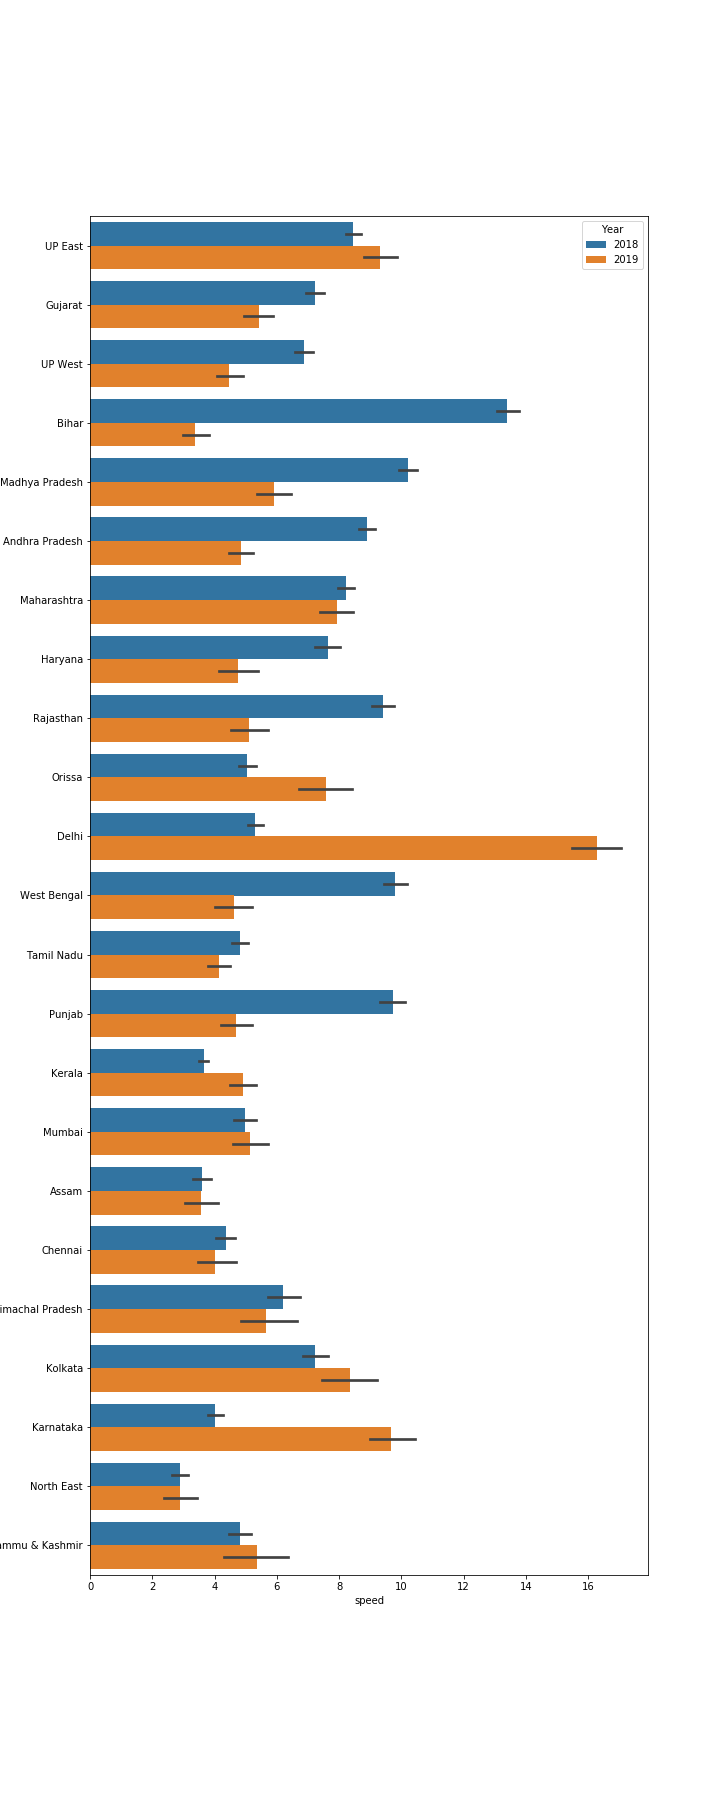 Year
2018
2019
UP East
Gujarat
UP West
Bihar
Madhya Pradesh
Andhra Pradesh
Maharashtra
Haryana
Rajasthan
Orissa
Delhi
West Bengal
Tamil Nadu
Punjab
Kerala
Mumbai
Assam
Chennai
imachal Pradesh
Kolkata
Karnataka
North East
ammu & Kashmir
0 2 4 6 8 10 12 14 16
speed